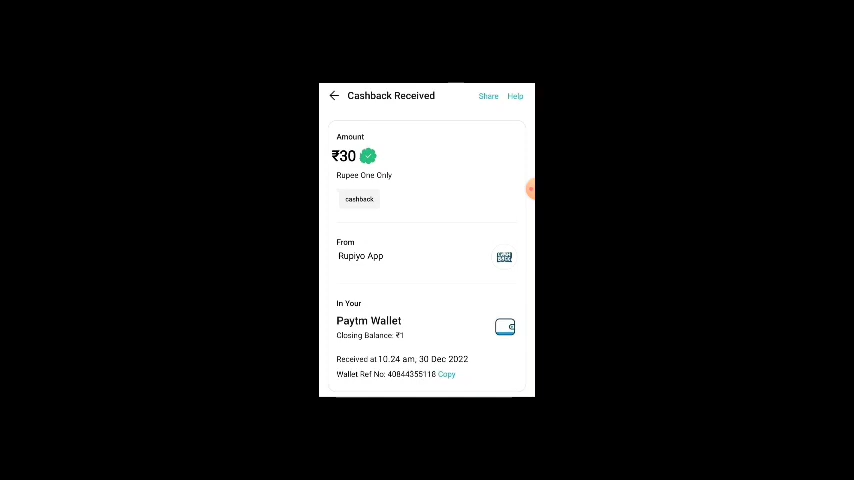 Cashback Received
Share Help
Amount
₹30
Rupee One Only
cashback
From
Rupiyo App
In Your
Paytm Wallet
Closing Balance: ₹1
Received at 10.24 am, 30 Dec 2022
Wallet Ref No: 40844355118 Copy